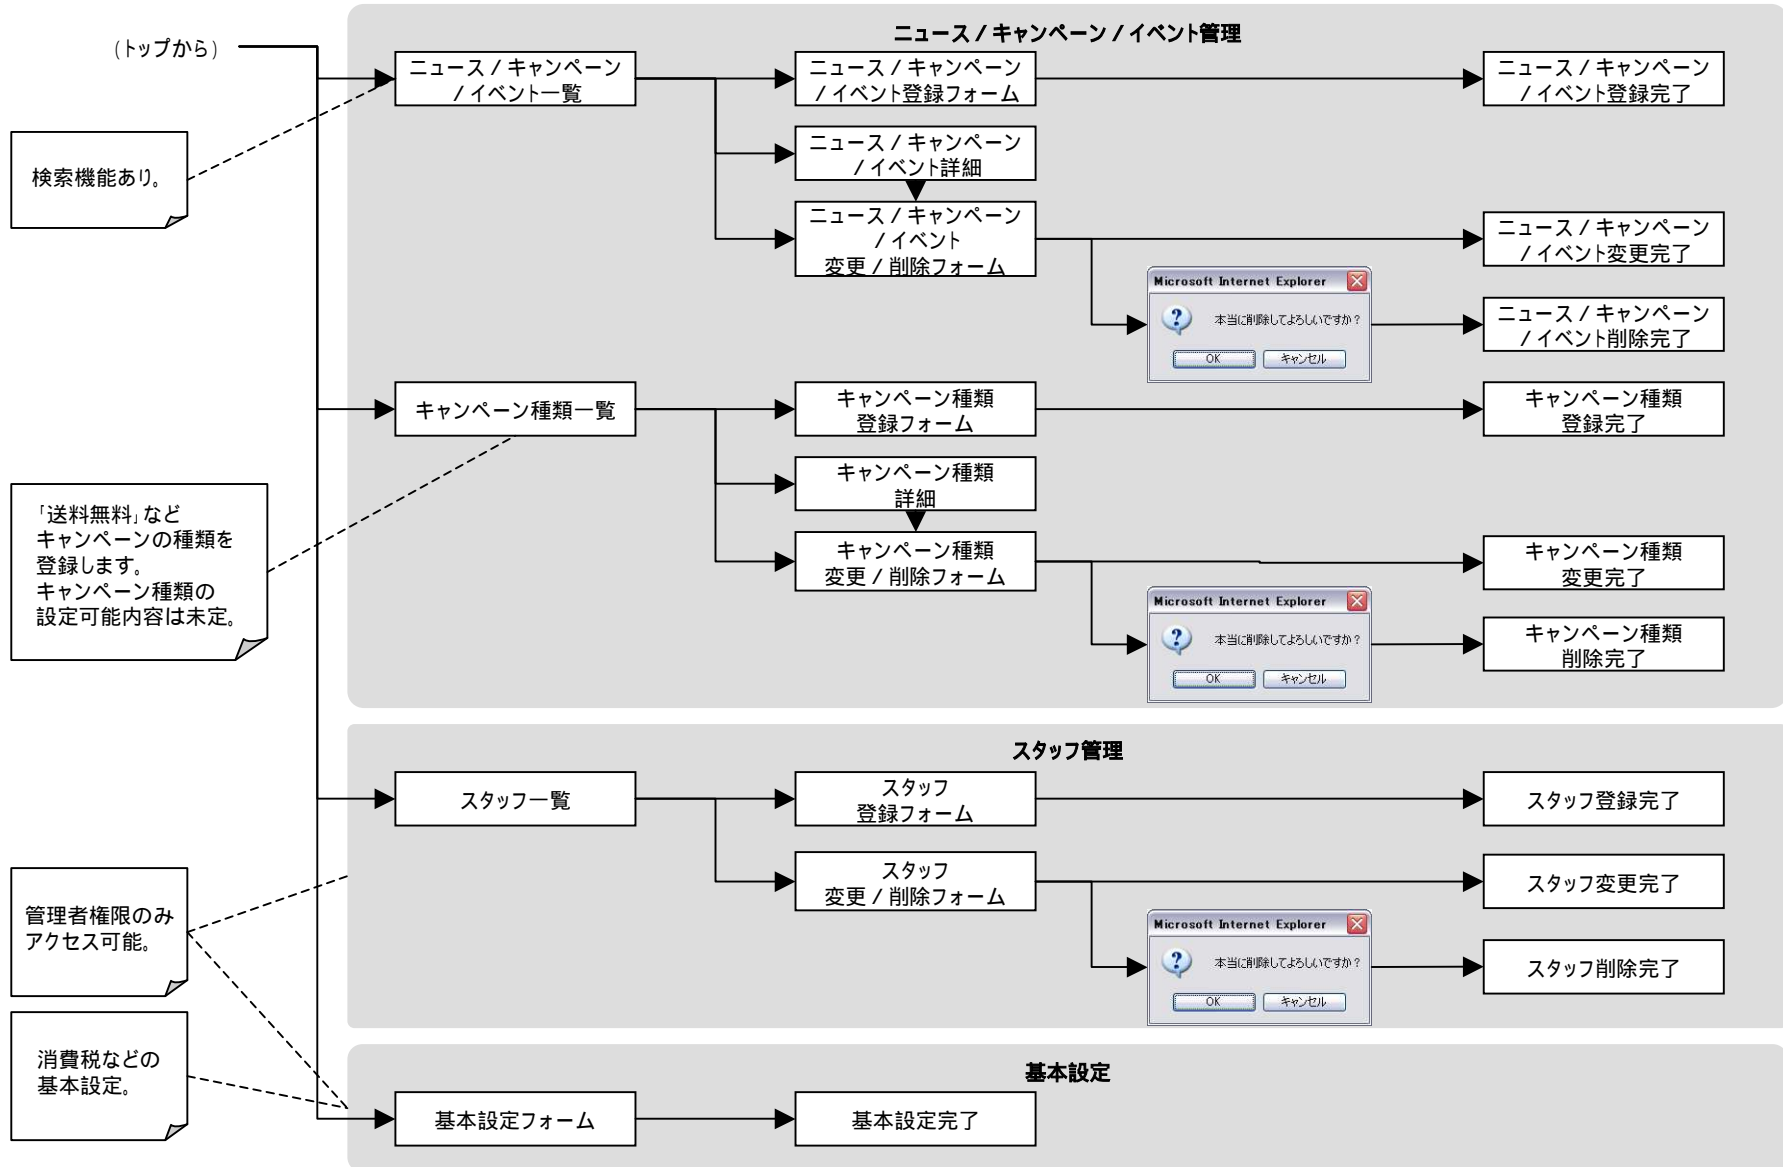 ニュース / キャンペーン / イベント管理
(トップから)
ニュース / キャンペーン
/ イベント一覧
ニュース / キャンペーン
/ イベント登録フォーム
ニュース / キャンペーン
/ イベント登録完了
検索機能あり。
ニュース / キャンペーン
/ イベント詳細
ニュース / キャンペーン
/ イベント
変更 / 削除フォーム
ニュース / キャンペーン
/ イベント変更完了
Microsoft Internet Explorer
本当に削除してよろしいですか?
OK
キャンセル
ニュース / キャンペーン
/ イベント削除完了
キャンペーン種類一覧
キャンペーン種類
登録フォーム
キャンペーン種類
登録完了
「送料無料」など
キャンペーンの種類を
登録します。
キャンペーン種類の
設定可能内容は未定。
キャンペーン種類
詳細
キャンペーン種類
変更 / 削除フォーム
キャンペーン種類
変更完了
Microsoft Internet Explorer
本当に削除してよろしいですか?
OK
キャンセル
キャンペーン種類
削除完了
スタッフ管理
スタッフ一覧
スタッフ
登録フォーム
スタッフ登録完了
管理者権限のみ
アクセス可能。
スタッフ
変更 / 削除フォーム
スタッフ変更完了
Microsoft Internet Explorer
本当に削除してよろしいですか?
OK
キャンセル
スタッフ削除完了
消費税などの
基本設定。
基本設定
基本設定フォーム
基本設定完了